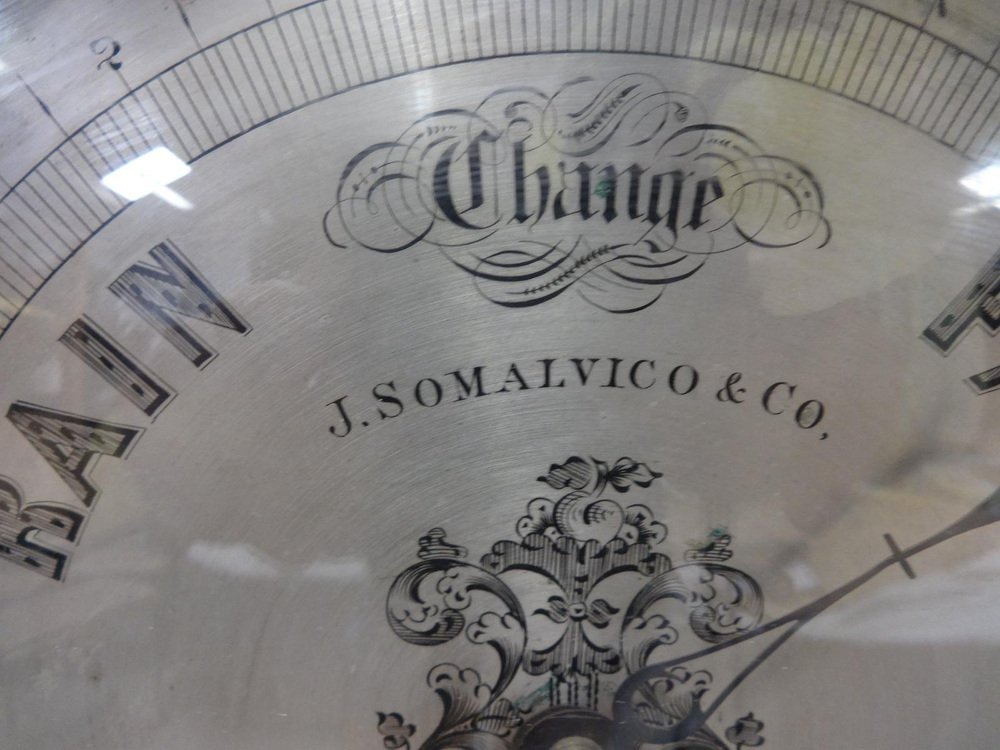 2
Change
RAIN
J. SOMALVICO & Co,